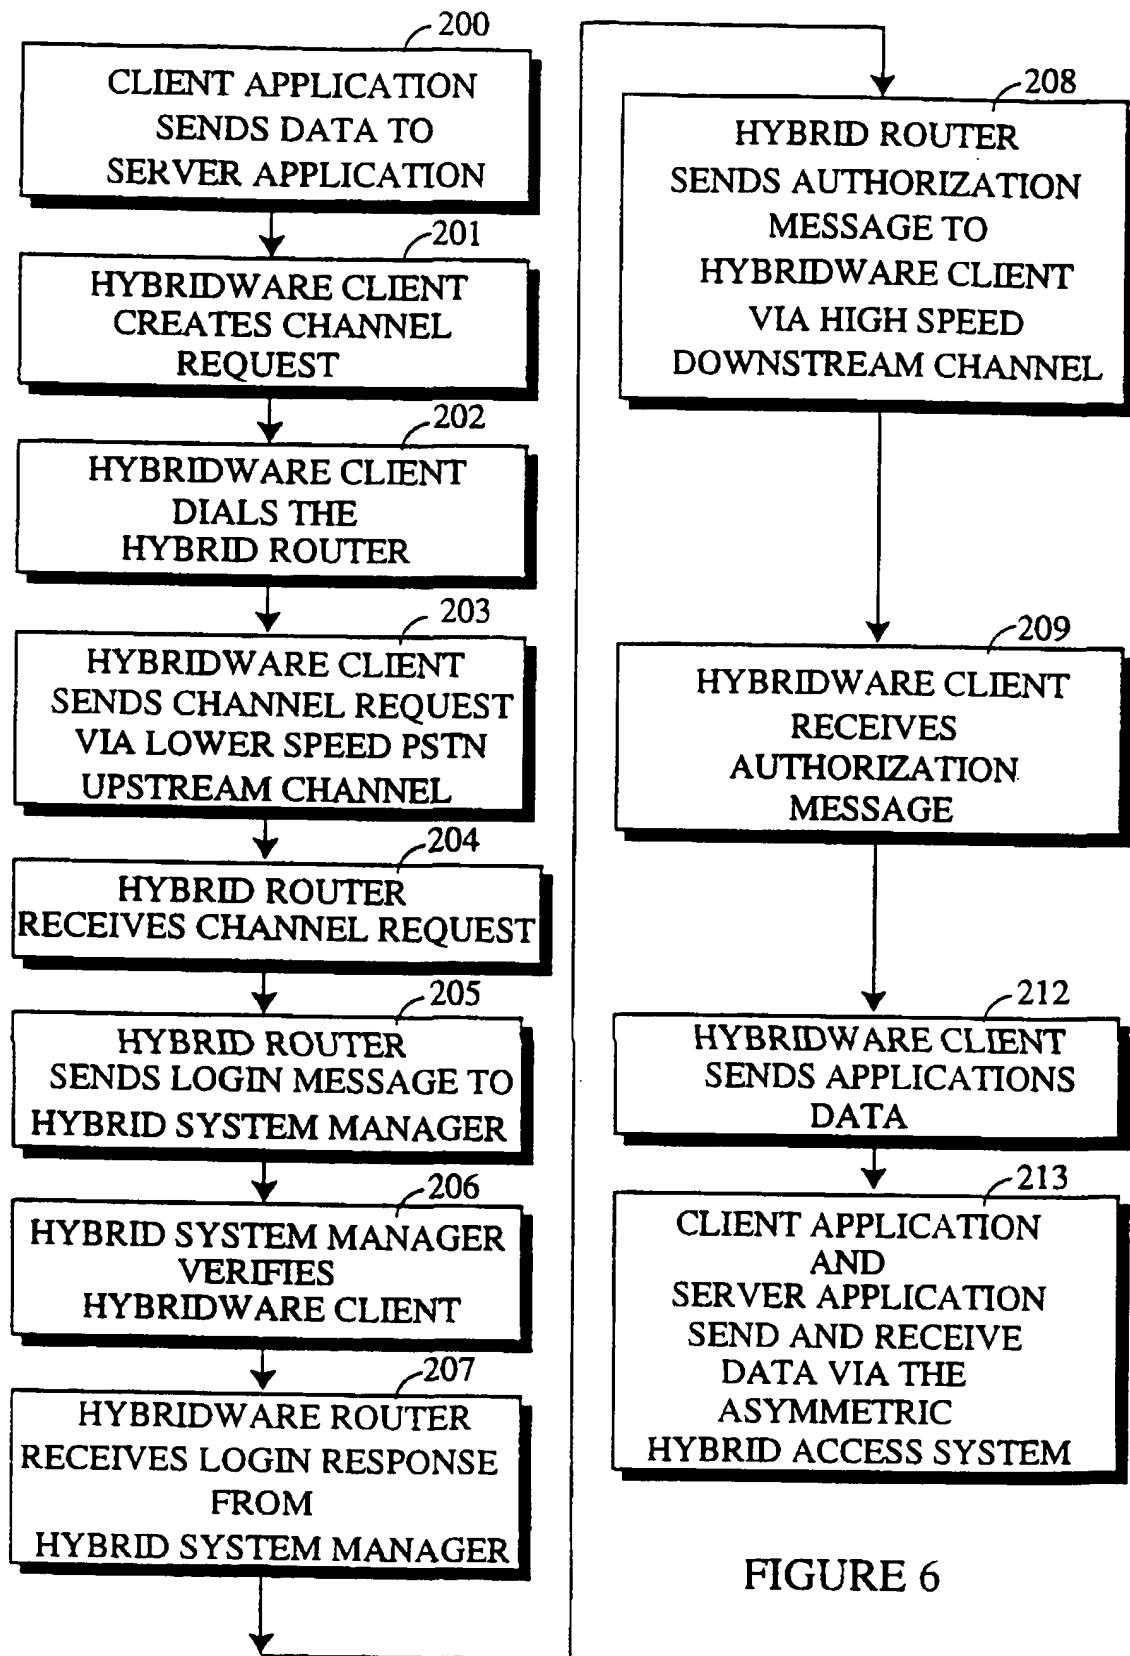 200
CLIENT APPLICATION
SENDS DATA TO
SERVER APPLICATION
201
HYBRIDWARE CLIENT
CREATES CHANNEL
REQUEST
202
HYBRIDWARE CLIENT
DIALS THE
HYBRID ROUTER
203
HYBRIDWARE CLIENT
SENDS CHANNEL REQUEST
VIA LOWER SPEED PSTN
UPSTREAM CHANNEL
204
HYBRID ROUTER
RECEIVES CHANNEL REQUEST
205
HYBRID ROUTER
SENDS LOGIN MESSAGE TO
HYBRID SYSTEM MANAGER
206
HYBRID SYSTEM MANAGER
VERIFIES
HYBRIDWARE CLIENT
207
HYBRIDWARE ROUTER
RECEIVES LOGIN RESPONSE
FROM
HYBRID SYSTEM MANAGER
208
HYBRID ROUTER
SENDS AUTHORIZATION
MESSAGE TO
HYBRIDWARE CLIENT
VIA HIGH SPEED
DOWNSTREAM CHANNEL
209
HYBRIDWARE CLIENT
RECEIVES
AUTHORIZATION
MESSAGE
212
HYBRIDWARE CLIENT
SENDS APPLICATIONS
DATA
213
CLIENT APPLICATION
AND
SERVER APPLICATION
SEND AND RECEIVE
DATA VIA THE
ASYMMETRIC
HYBRID ACCESS SYSTEM
FIGURE 6